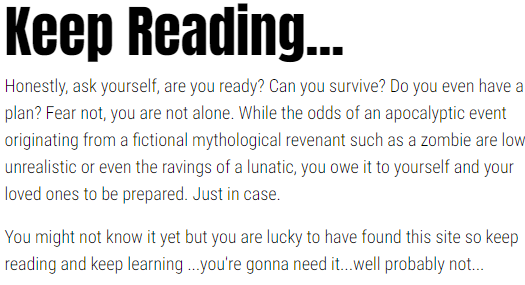 Keep Reading...
Honestly, ask yourself, are you ready? Can you survive? Do you even have a
plan? Fear not, you are not alone. While the odds of an apocalyptic event
originating from a fictional mythological revenant such as a zombie are low
unrealistic or even the ravings of a lunatic, you owe it to yourself and your
loved ones to be prepared. Just in case.
You might not know it yet but you are lucky to have found this site so keep
reading and keep learning ...you're gonna need it...well probably not...